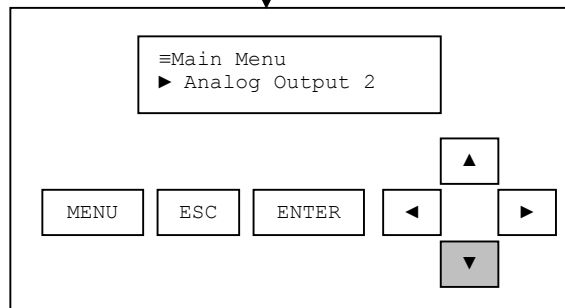 ≡Main Menu
► Analog Output 2
▲
MENU ESC ENTER ◄ ►
▼